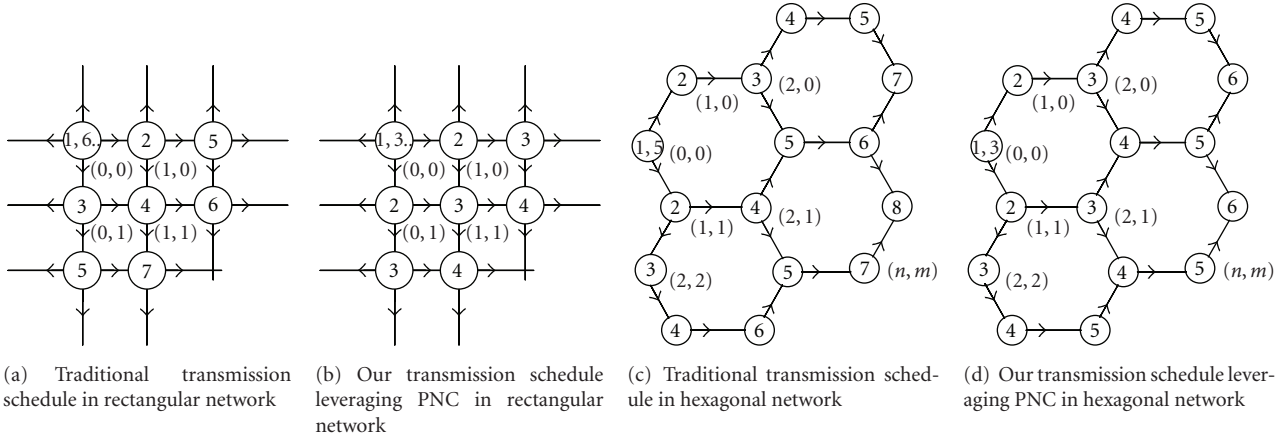 1, 6.. 2 5
(0, 0) (1, 0)
3 4 6
(0, 1) (1, 1)
5 7
(a) Traditional transmission
schedule in rectangular network
1, 3.. 2 3
(0, 0) (1, 0)
2 3 4
(0, 1) (1, 1)
3 4
(b) Our transmission schedule
leveraging PNC in rectangular
network
4 5
2 3 7
(1, 0) (2, 0)
1, 5 (0, 0) 5 6
2 4 8
(1, 1) (2, 1)
3 (2, 2) 5 7 (n, m)
4 6
(c) Traditional transmission sched-
ule in hexagonal network
4 5
2 3 6
(1, 0) (2, 0)
1, 3 (0, 0) 4 5
2 3 6
(1, 1) (2, 1)
3 (2, 2) 4 5 (n, m)
4 5
(d) Our transmission schedule lever-
aging PNC in hexagonal network